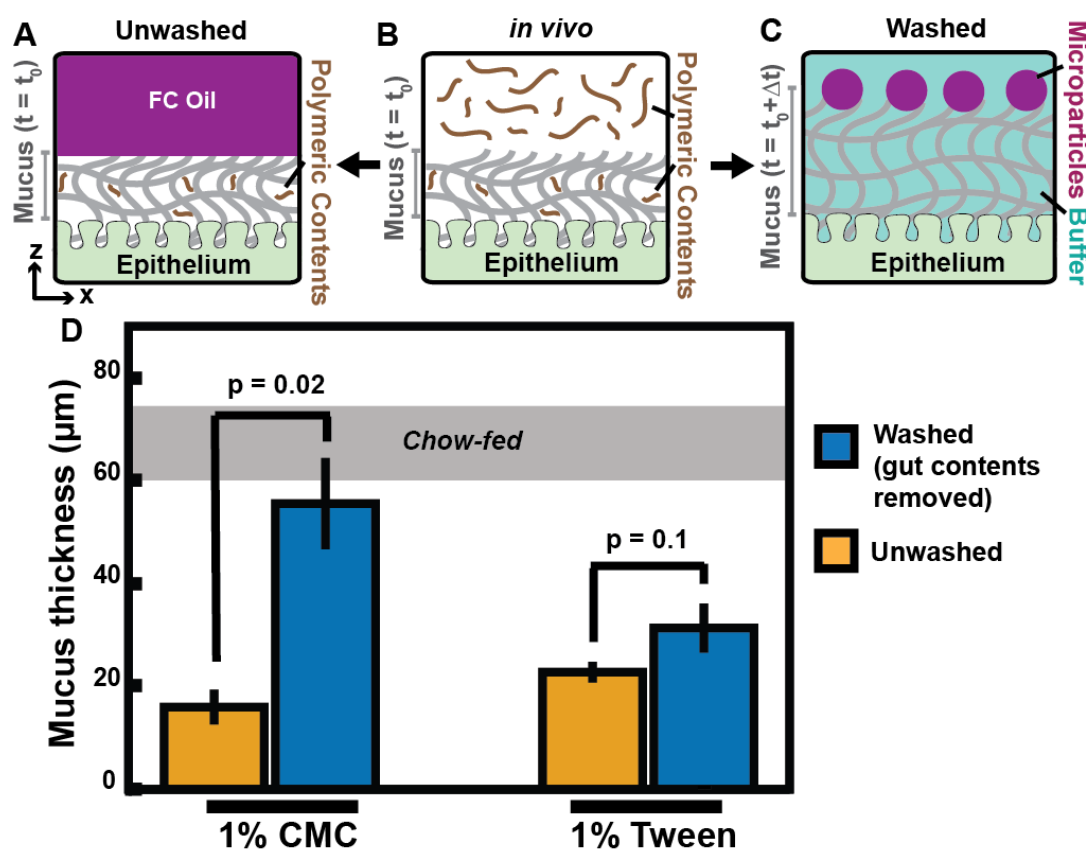 A
Unwashed
Mucus (t = t₀)
FC Oil
Polymeric Contents
Epithelium
z
x
B
in vivo
Mucus (t = t₀)
Polymeric Contents
Epithelium
C
Washed
Mucus (t = t₀ + Δt)
Microparticles
Buffer
Epithelium
D
Mucus thickness (µm)
80
60
40
20
0
p = 0.02
Chow-fed
p = 0.1
1% CMC
1% Tween
Washed
(gut contents
removed)
Unwashed